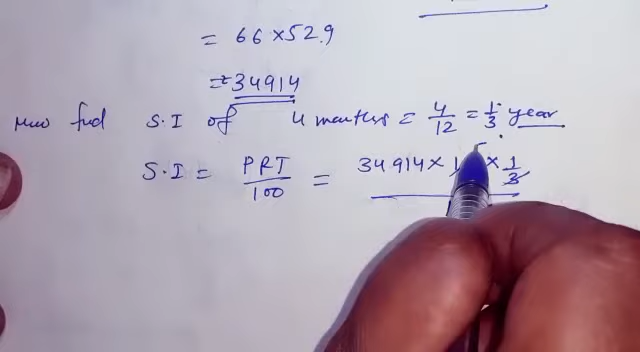 = 66 × 52.9
= 34914
Now find S.I of 4 months = 4/12 = 1/3 year
S.I = PRT/100 = 34914 × 1 × 1/3